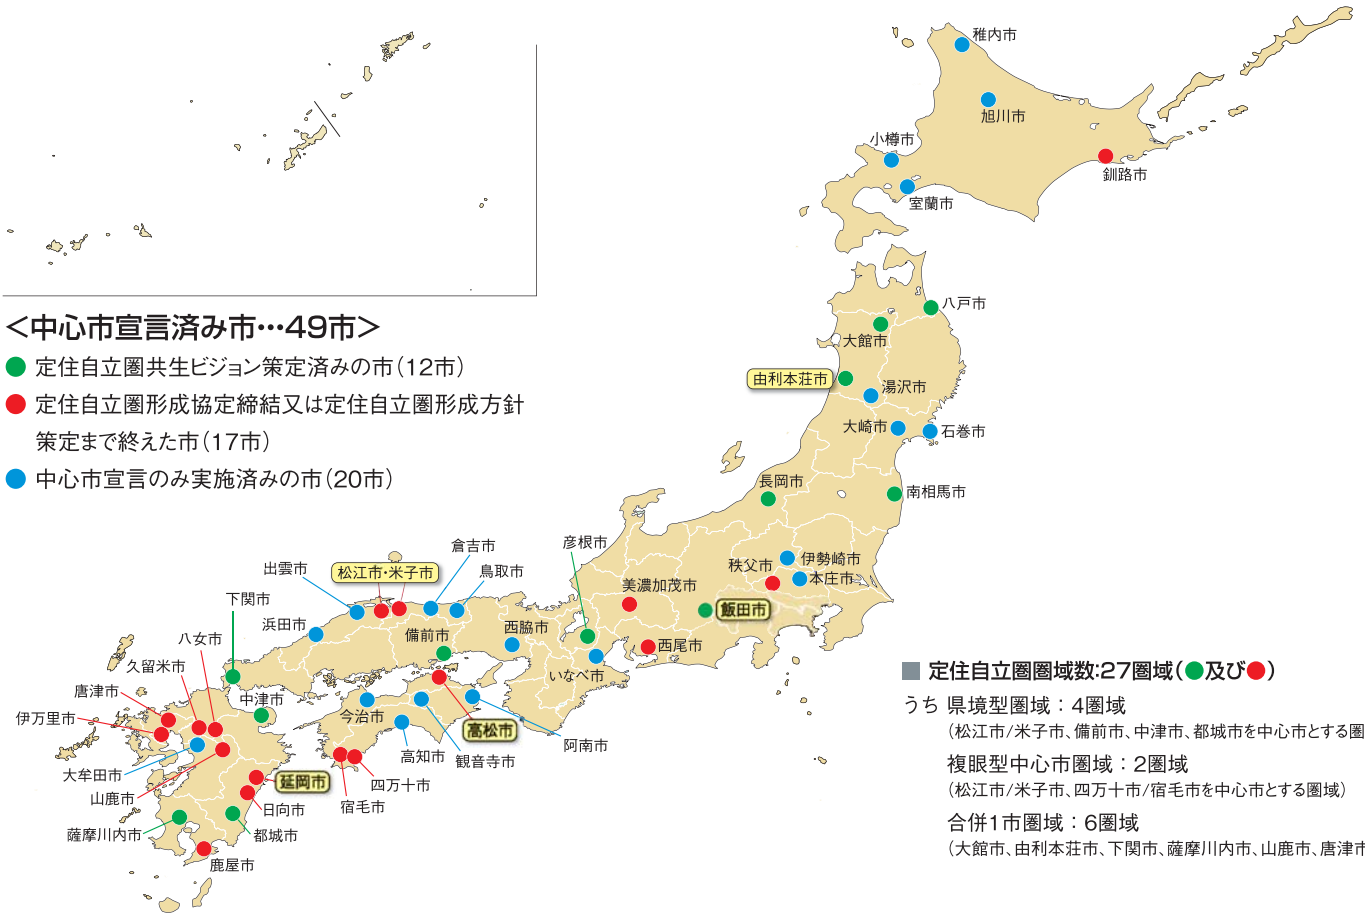 稚内市
旭川市
小樽市
釧路市
室蘭市
八戸市
大館市
由利本荘市
湯沢市
大崎市
石巻市
長岡市
南相馬市
伊勢崎市
秩父市
本庄市
美濃加茂市
飯田市
西尾市
彦根市
いなべ市
西脇市
倉吉市
鳥取市
松江市・米子市
出雲市
浜田市
備前市
下関市
八女市
久留米市
唐津市
伊万里市
中津市
大牟田市
山鹿市
延岡市
日向市
都城市
薩摩川内市
鹿屋市
今治市
高知市
観音寺市
高松市
阿南市
四万十市
宿毛市
＜中心市宣言済み市…49市＞
定住自立圏共生ビジョン策定済みの市（12市）
定住自立圏形成協定締結又は定住自立圏形成方針
策定まで終えた市（17市）
中心市宣言のみ実施済みの市（20市）
定住自立圏圏域数：27圏域（●及び●）
うち 県境型圏域：4圏域
（松江市/米子市、備前市、中津市、都城市を中心市とする圏
複眼型中心市圏域：2圏域
（松江市/米子市、四万十市/宿毛市を中心市とする圏域）
合併1市圏域：6圏域
（大館市、由利本荘市、下関市、薩摩川内市、山鹿市、唐津市